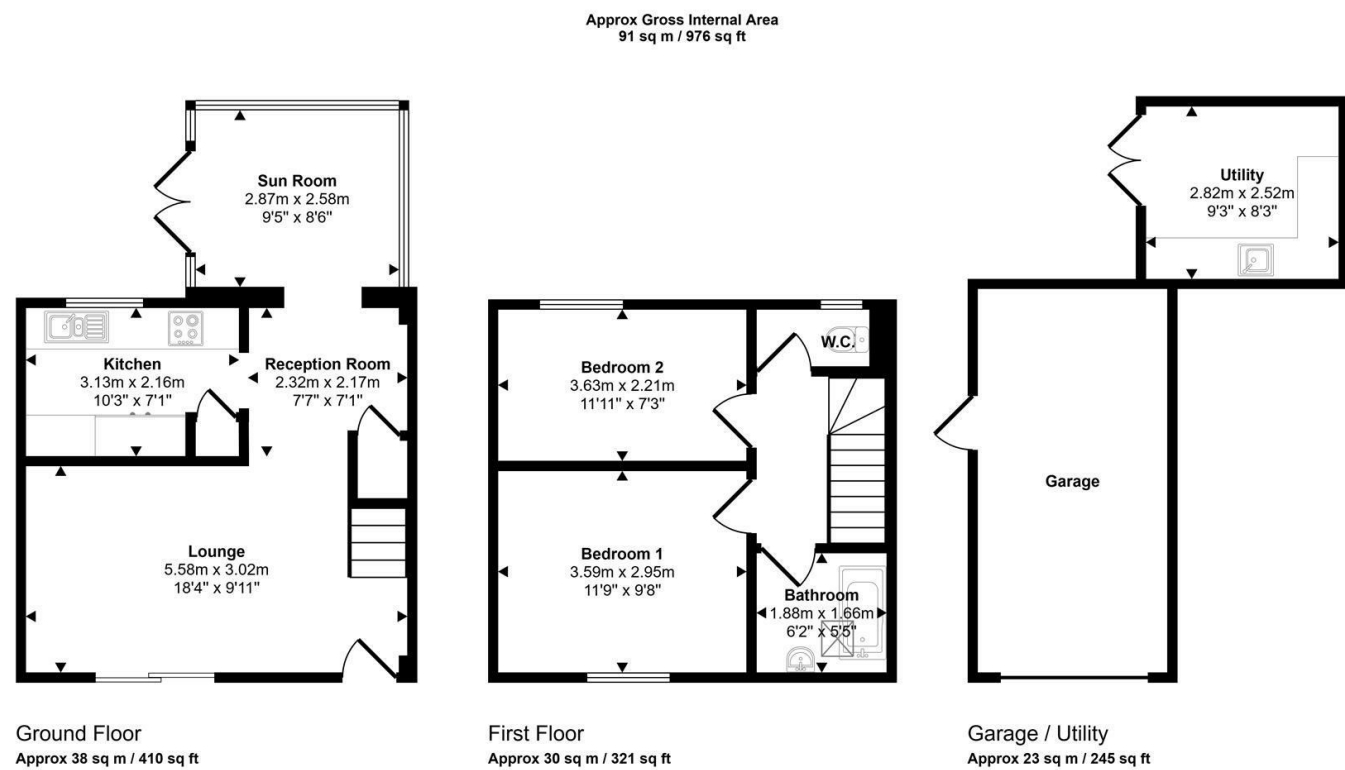 Approx Gross Internal Area
91 sq m / 976 sq ft
Sun Room
2.87m x 2.58m
9'5" x 8'6"
Kitchen
3.13m x 2.16m
10'3" x 7'1"
Reception Room
2.32m x 2.17m
7'7" x 7'1"
Lounge
5.58m x 3.02m
18'4" x 9'11"
Ground Floor
Approx 38 sq m / 410 sq ft
W.C.
Bedroom 2
3.63m x 2.21m
11'11" x 7'3"
Bedroom 1
3.59m x 2.95m
11'9" x 9'8"
Bathroom
1.88m x 1.66m
6'2" x 5'5"
First Floor
Approx 30 sq m / 321 sq ft
Utility
2.82m x 2.52m
9'3" x 8'3"
Garage
Garage / Utility
Approx 23 sq m / 245 sq ft